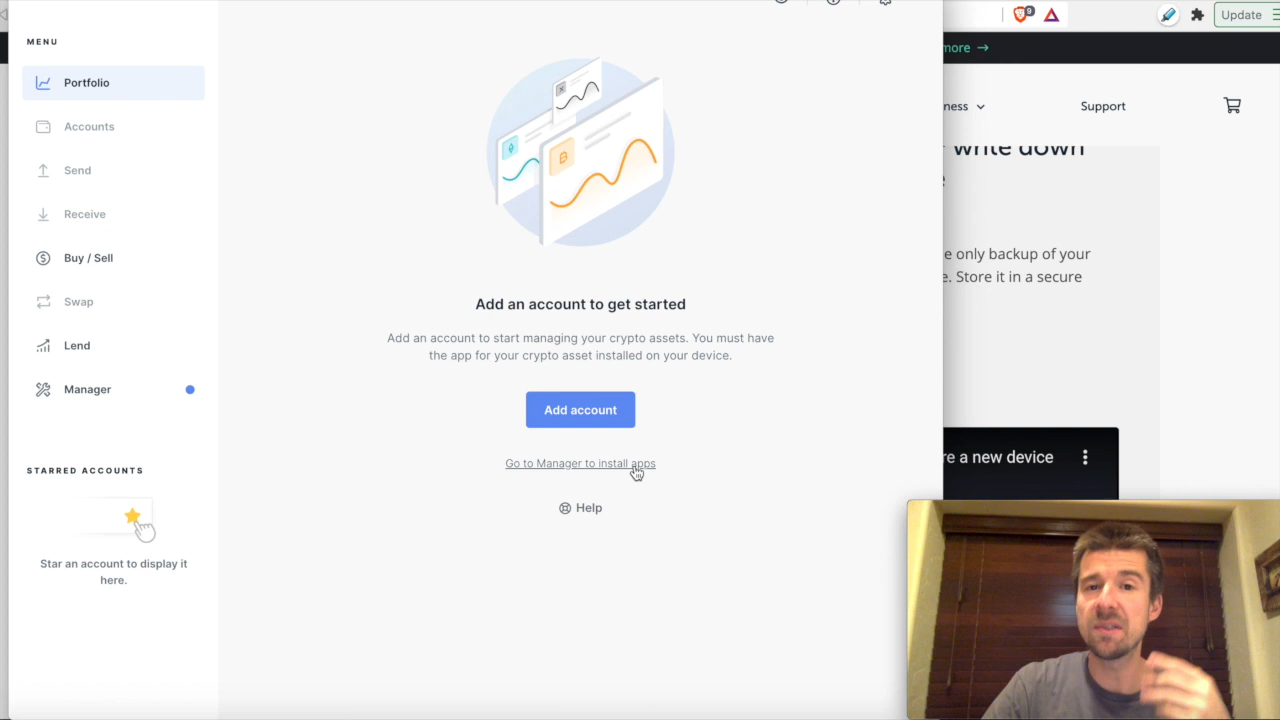 MENU
Portfolio
Accounts
Send
Receive
Buy / Sell
Swap
Lend
Manager
STARRED ACCOUNTS
Star an account to display it
here.
Add an account to get started
Add an account to start managing your crypto assets. You must have
the app for your crypto asset installed on your device.
Add account
Go to Manager to install apps
Help
9
Update
more →
ness
Support
write down
e
e only backup of your
e. Store it in a secure
re a new device